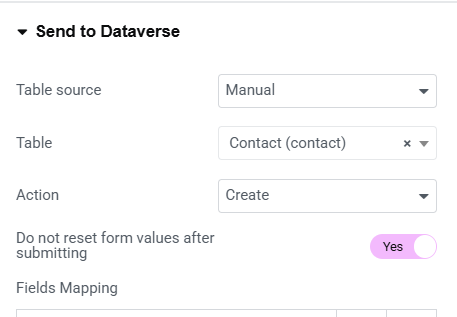 Send to Dataverse
Table source
Manual
Table
Contact (contact)
×
Action
Create
Do not reset form values after
submitting
Yes
Fields Mapping